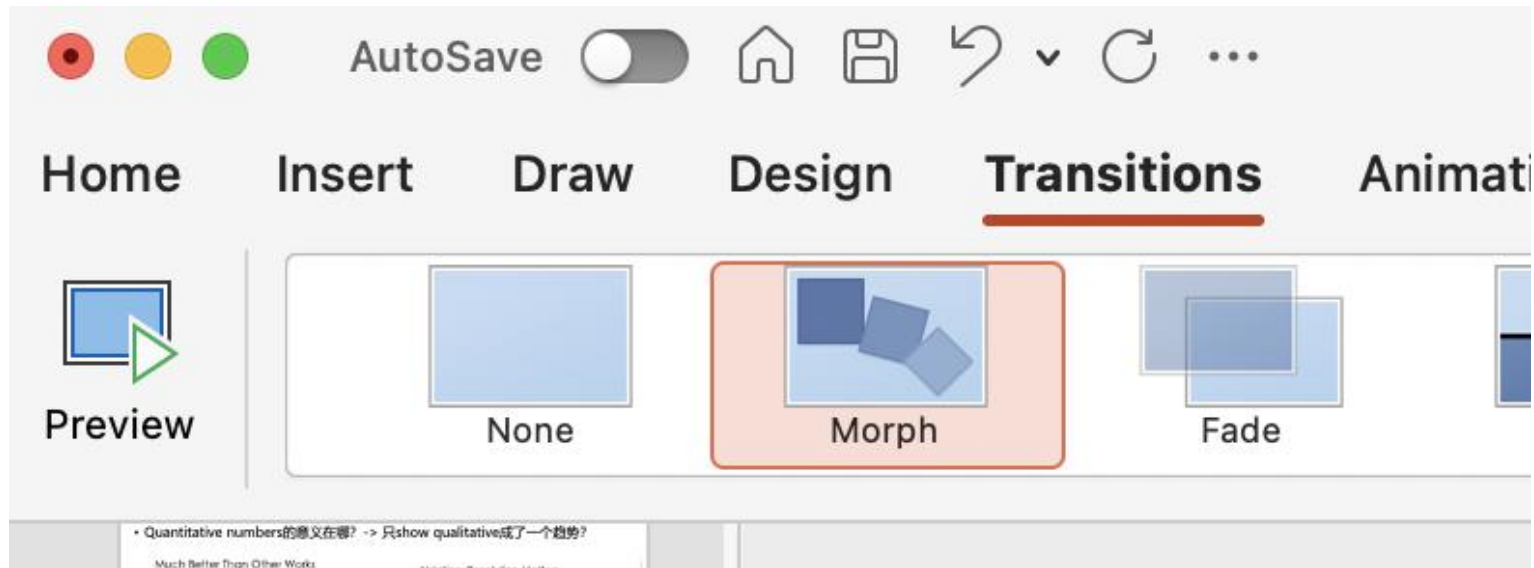 AutoSave
Home Insert Draw Design Transitions Animati
Preview
None Morph Fade
• Quantitative numbers的意义在哪? -> 只show qualitative成了一个趋势?
Much Better Than Other Works